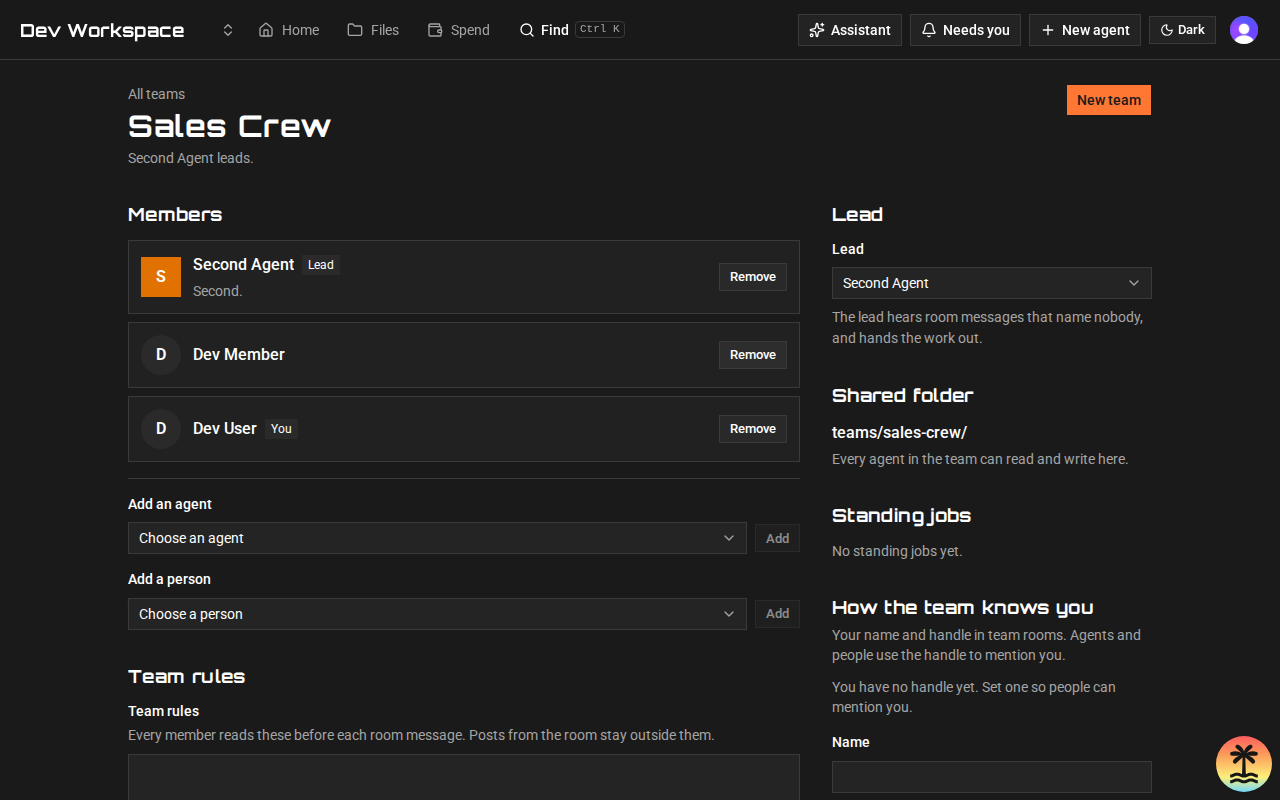 Dev Workspace
Home
Files
Spend
Find Ctrl K
Assistant
Needs you
New agent
Dark
All teams
Sales Crew
Second Agent leads.
New team
Members
S
Second Agent Lead
Second.
Remove
D
Dev Member
Remove
D
Dev User You
Remove
Add an agent
Choose an agent
Add
Add a person
Choose a person
Add
Team rules
Team rules
Every member reads these before each room message. Posts from the room stay outside them.
Lead
Lead
Second Agent
The lead hears room messages that name nobody,
and hands the work out.
Shared folder
teams/sales-crew/
Every agent in the team can read and write here.
Standing jobs
No standing jobs yet.
How the team knows you
Your name and handle in team rooms. Agents and
people use the handle to mention you.
You have no handle yet. Set one so people can
mention you.
Name